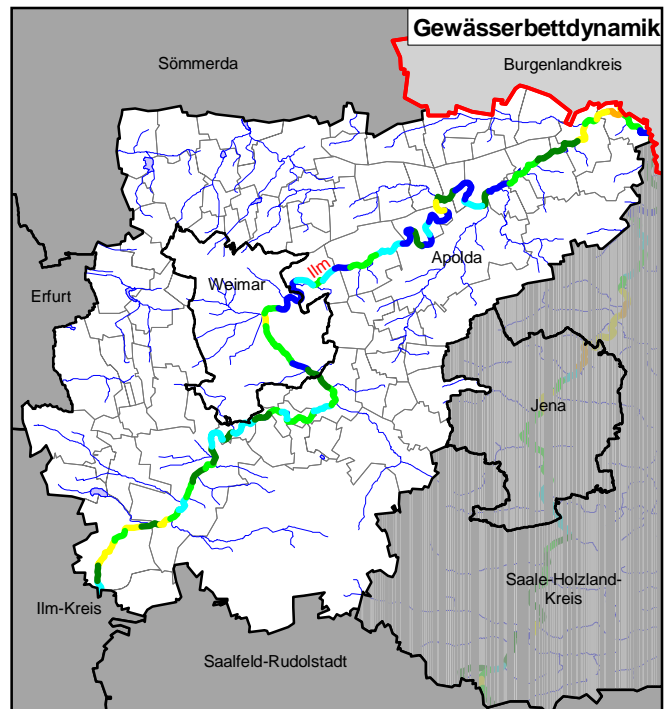 Gewässerbettdynamik
Burgenlandkreis
Sömmerda
Ilm
Apolda
Weimar
Erfurt
Jena
Saale-Holzland-
Kreis
Ilm-Kreis
Saalfeld-Rudolstadt